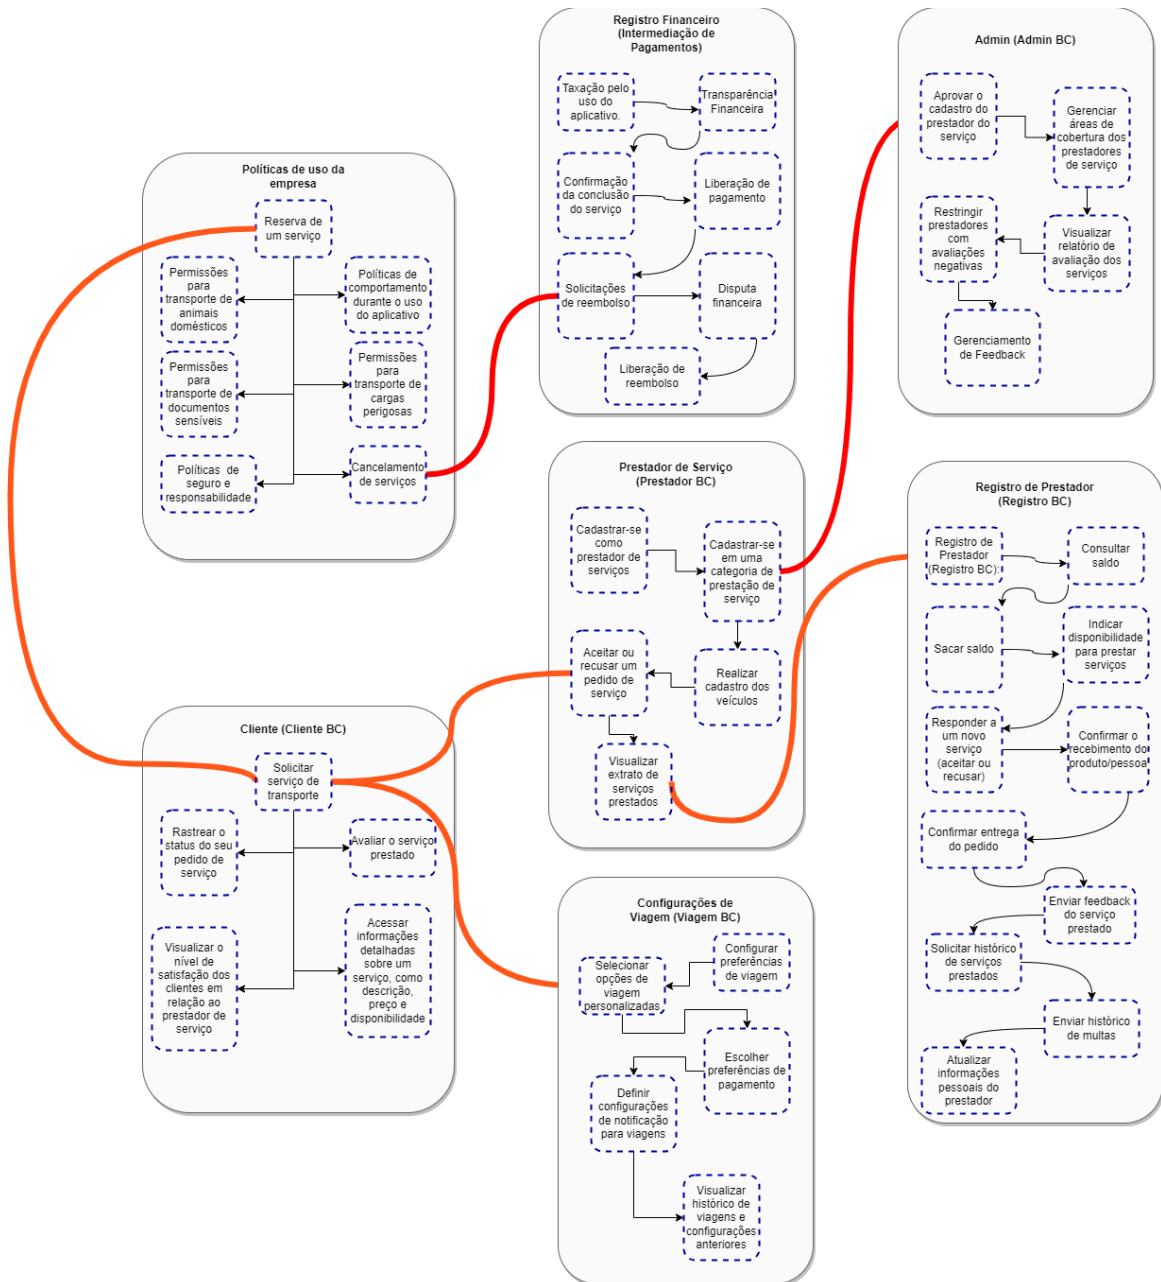 Registro Financeiro
(Intermediação de
Pagamentos)
Taxação pelo
uso do
aplicativo.
Transparência
Financeira
Confirmação
da conclusão
do serviço
Liberação de
pagamento
Solicitações
de reembolso
Disputa
financeira
Liberação de
reembolso
Admin (Admin BC)
Aprovar o
cadastro do
prestador do
serviço
Gerenciar
áreas de
cobertura dos
prestadores
de serviço
Restringir
prestadores
com
avaliações
negativas
Visualizar
relatório de
avaliação dos
serviços
Gerenciamento
de Feedback
Políticas de uso da
empresa
Reserva de
um serviço
Permissões
para
transporte de
animais
domésticos
Políticas de
comportamento
durante o uso
do aplicativo
Permissões
para
transporte de
documentos
sensíveis
Permissões
para
transporte de
cargas
perigosas
Políticas de
seguro e
responsabilidade
Cancelamento
de serviços
Prestador de Serviço
(Prestador BC)
Cadastrar-se
como
prestador de
serviços
Cadastrar-se
em uma
categoria de
prestação de
serviço
Aceitar ou
recusar um
pedido de
serviço
Realizar
cadastro dos
veículos
Visualizar
extrato de
serviços
prestados
Registro de Prestador
(Registro BC)
Registro de
Prestador
(Registro BC):
Consultar
saldo
Sacar saldo
Indicar
disponibilidade
para prestar
serviços
Responder a
um novo
serviço
(aceitar ou
recusar)
Confirmar o
recebimento do
produto/pessoa
Confirmar entrega
do pedido
Enviar feedback
do serviço
prestado
Solicitar histórico
de serviços
prestados
Enviar histórico
de multas
Atualizar
informações
pessoais do
prestador
Cliente (Cliente BC)
Solicitar
serviço de
transporte
Rastrear o
status do seu
pedido de
serviço
Avaliar o serviço
prestado
Visualizar o
nível de
satisfação dos
clientes em
relação ao
prestador de
serviço
Acessar
informações
detalhadas
sobre um
serviço, como
descrição,
preço e
disponibilidade
Configurações de
Viagem (Viagem BC)
Configurar
preferências
de viagem
Selecionar
opções de
viagem
personalizadas
Escolher
preferências de
pagamento
Definir
configurações
de notificação
para viagens
Visualizar
histórico de
viagens e
configurações
anteriores